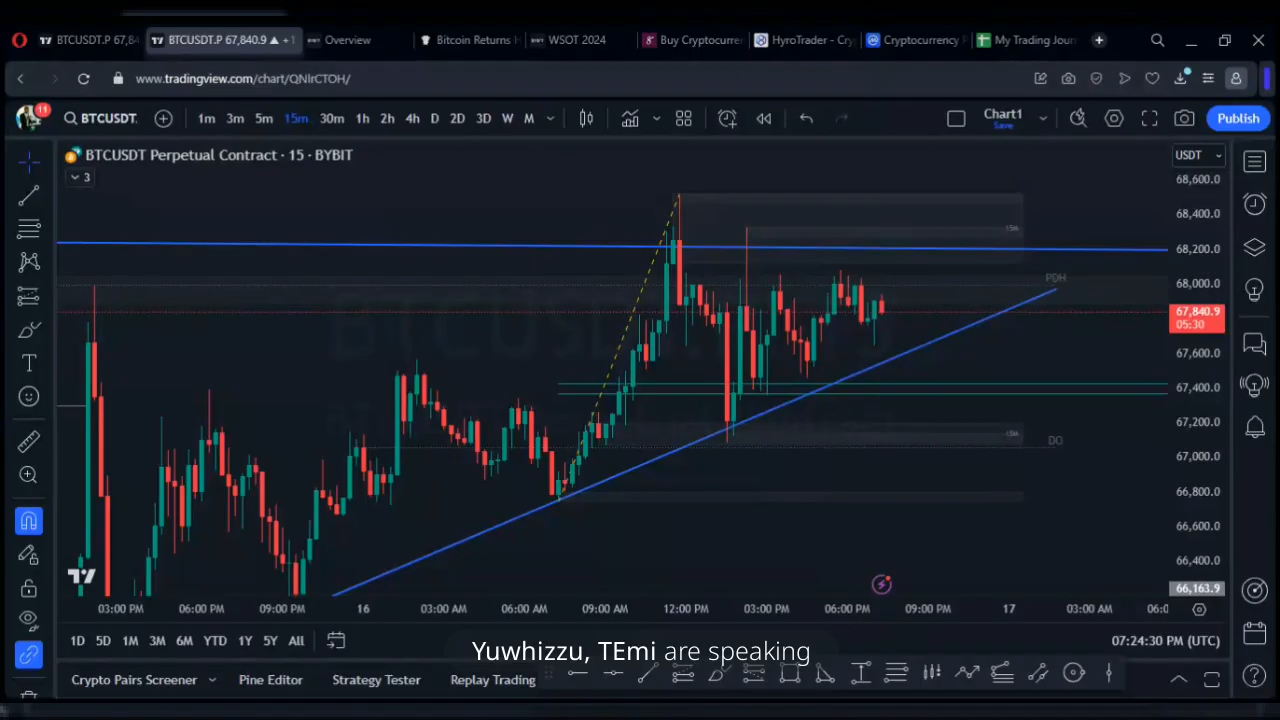 BTCUSDT.P 67,84
BTCUSDT.P 67,840.9 ▲ +1
Overview
Bitcoin Returns H
WSOT 2024
Buy Cryptocurre
HyroTrader - Cry
Cryptocurrency P
My Trading Journ
www.tradingview.com/chart/QNlrCTOH/
11
BTCUSDT.
1m 3m 5m 15m 30m 1h 2h 4h D 2D 3D W M
Chart1
Save
Publish
BTCUSDT Perpetual Contract · 15 · BYBIT
USDT
3
68,600.0
68,400.0
15M
68,200.0
PDH
68,000.0
67,840.9
05:30
67,600.0
67,400.0
67,200.0
15M
DO
67,000.0
66,800.0
66,600.0
66,400.0
66,163.9
03:00 PM 06:00 PM 09:00 PM 16 03:00 AM 06:00 AM 09:00 AM 12:00 PM 03:00 PM 06:00 PM 09:00 PM 17 03:00 AM 06:0
1D 5D 1M 3M 6M YTD 1Y 5Y All
07:24:30 PM (UTC)
Yuwhizzu, TEmi are speaking
Crypto Pairs Screener Pine Editor Strategy Tester Replay Trading